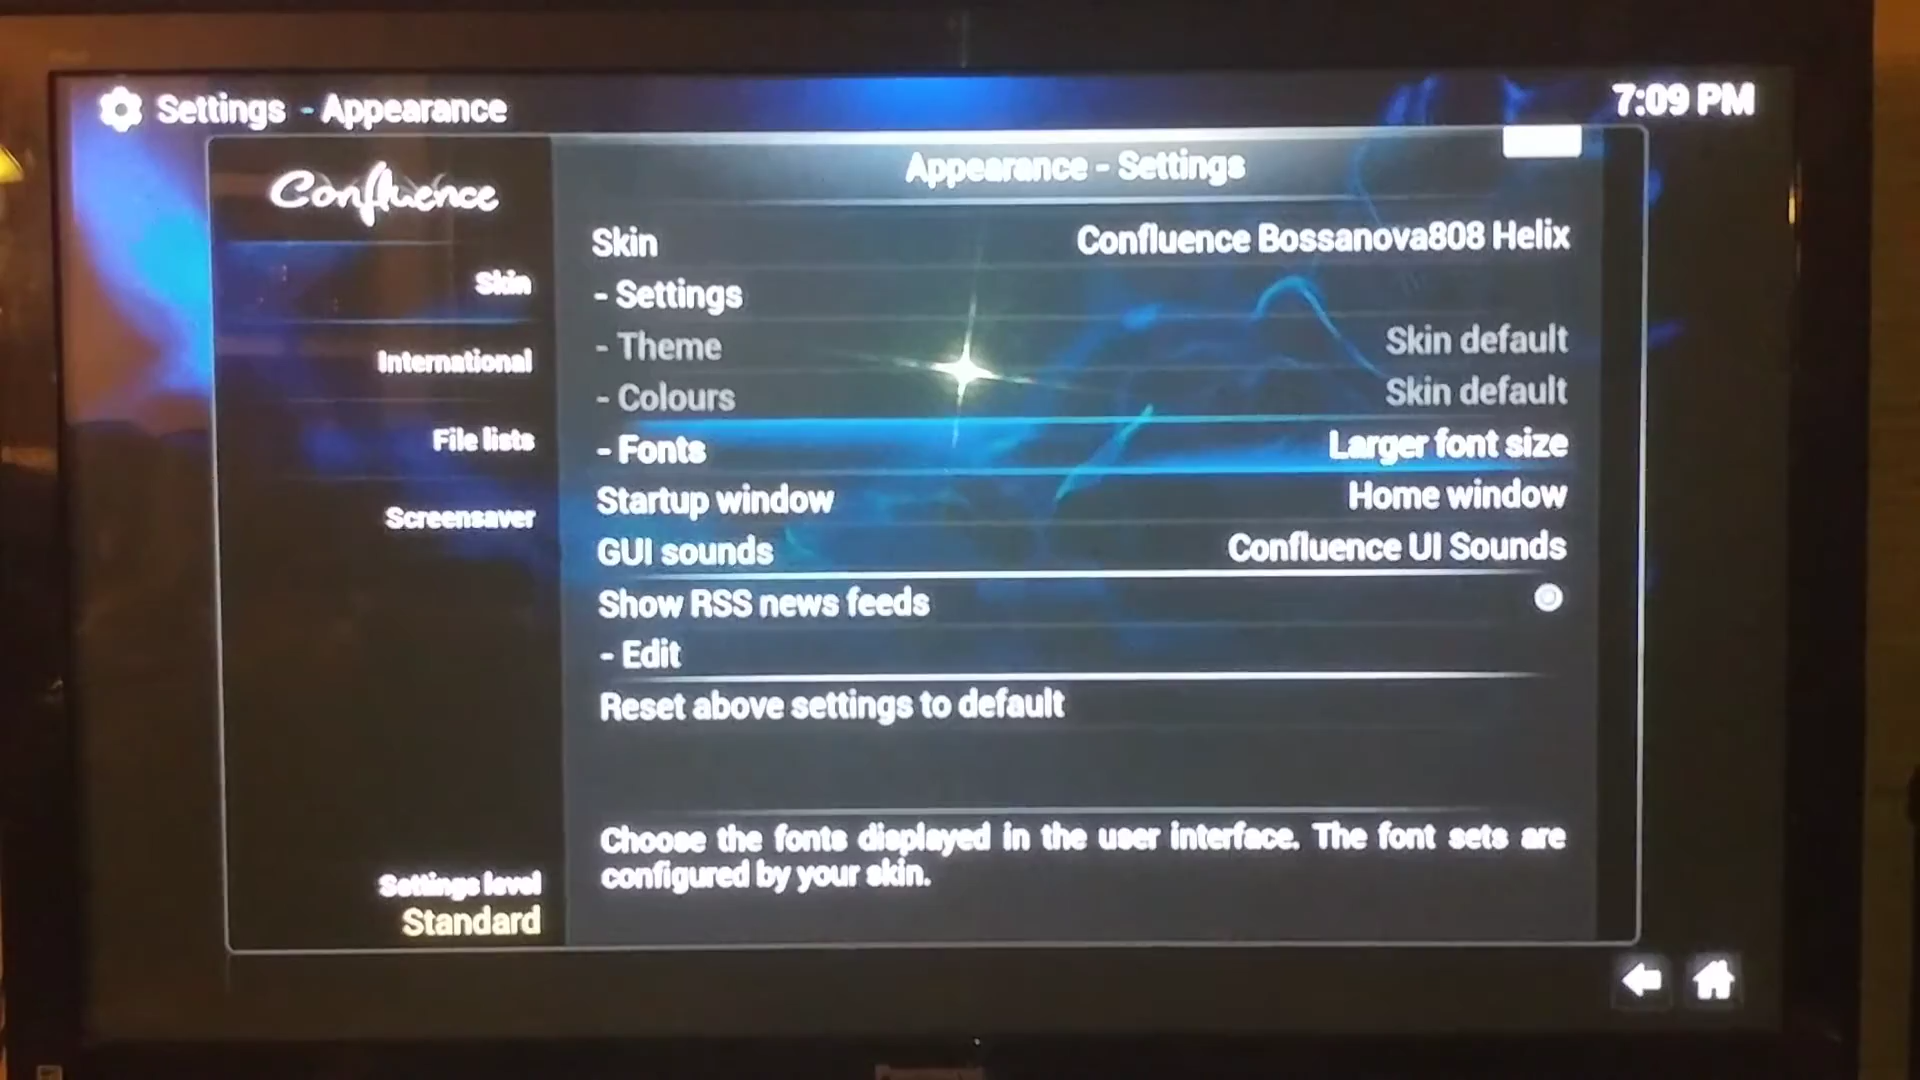 Settings - Appearance
7:09 PM
Confluence
Skin
International
File lists
Screensaver
Settings level
Standard
Appearance - Settings
Skin Confluence Bossanova808 Helix
- Settings
- Theme Skin default
- Colours Skin default
- Fonts Larger font size
Startup window Home window
GUI sounds Confluence UI Sounds
Show RSS news feeds
- Edit
Reset above settings to default
Choose the fonts displayed in the user interface. The font sets are
configured by your skin.